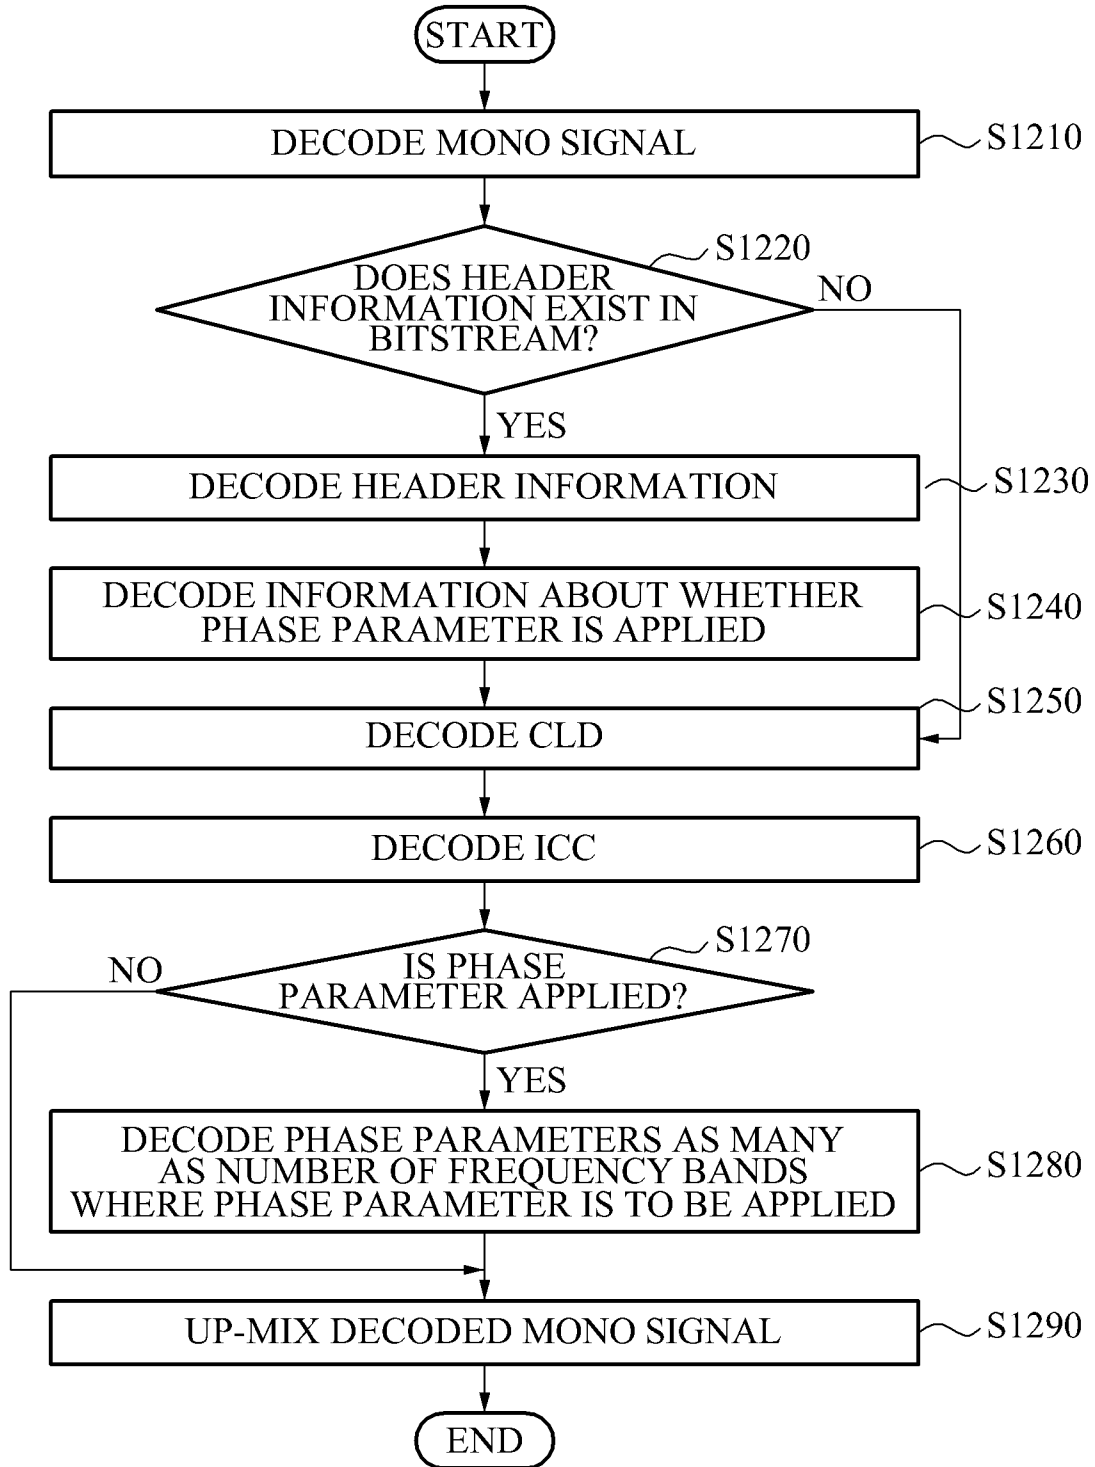 START
DECODE MONO SIGNAL
S1210
S1220
DOES HEADER
INFORMATION EXIST IN
BITSTREAM?
NO
YES
DECODE HEADER INFORMATION
S1230
DECODE INFORMATION ABOUT WHETHER
PHASE PARAMETER IS APPLIED
S1240
S1250
DECODE CLD
DECODE ICC
S1260
S1270
IS PHASE
PARAMETER APPLIED?
NO
YES
DECODE PHASE PARAMETERS AS MANY
AS NUMBER OF FREQUENCY BANDS
WHERE PHASE PARAMETER IS TO BE APPLIED
S1280
UP-MIX DECODED MONO SIGNAL
S1290
END